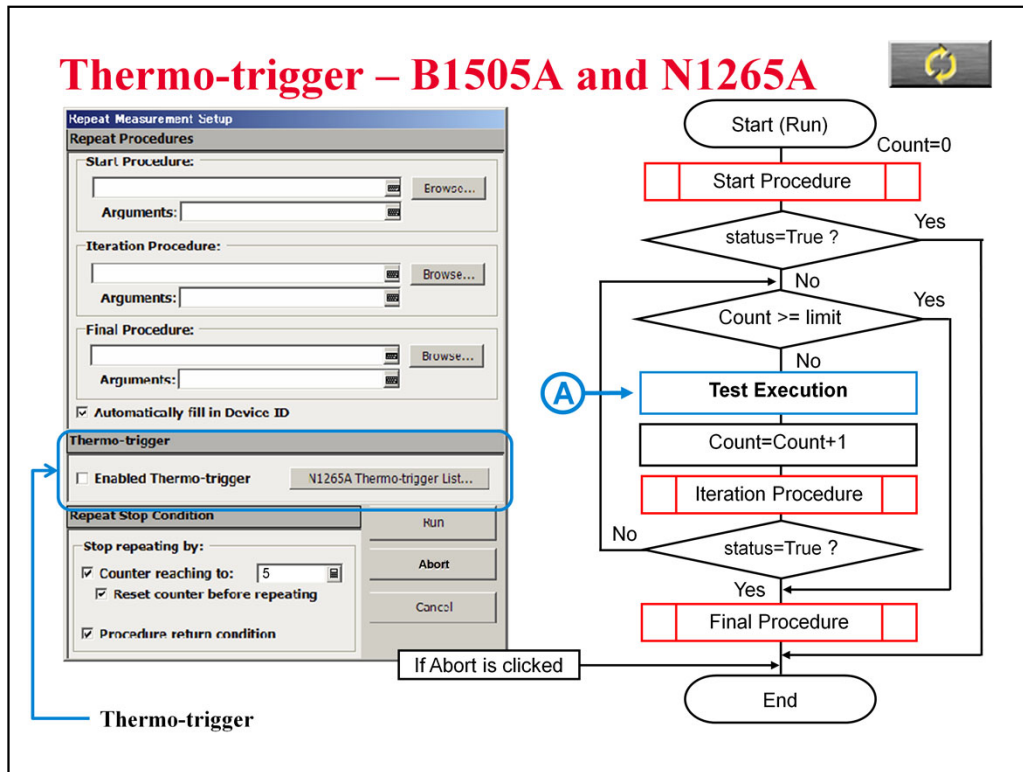 Thermo-trigger – B1505A and N1265A
Repeat Measurement Setup
Repeat Procedures
Start Procedure:
Browse...
Arguments:
Iteration Procedure:
Browse...
Arguments:
Final Procedure:
Browse...
Arguments:
Automatically fill in Device ID
Thermo-trigger
Enabled Thermo-trigger
N1265A Thermo-trigger List...
Repeat Stop Condition
Run
Stop repeating by:
Counter reaching to:
5
Abort
Reset counter before repeating
Cancel
Procedure return condition
Thermo-trigger
Start (Run)
Count=0
Start Procedure
status=True ?
Yes
No
Count >= limit
Yes
No
A
Test Execution
Count=Count+1
Iteration Procedure
No
status=True ?
Yes
Final Procedure
If Abort is clicked
End